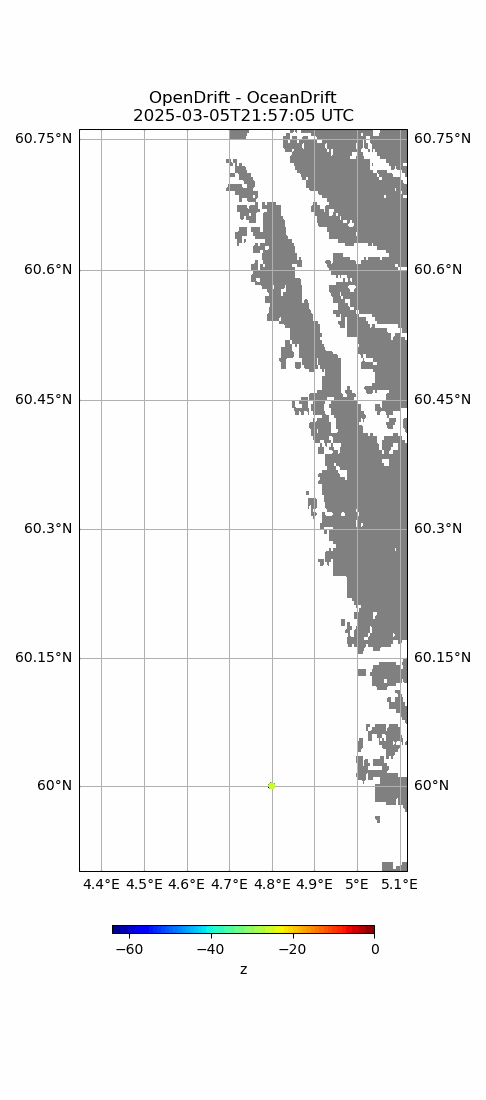 OpenDrift - OceanDrift
2025-03-05T21:57:05 UTC
60.75°N 60.75°N
60.6°N 60.6°N
60.45°N 60.45°N
60.3°N 60.3°N
60.15°N 60.15°N
60°N 60°N
4.4°E 4.5°E 4.6°E 4.7°E 4.8°E 4.9°E 5°E 5.1°E
−60 −40 −20 0
z